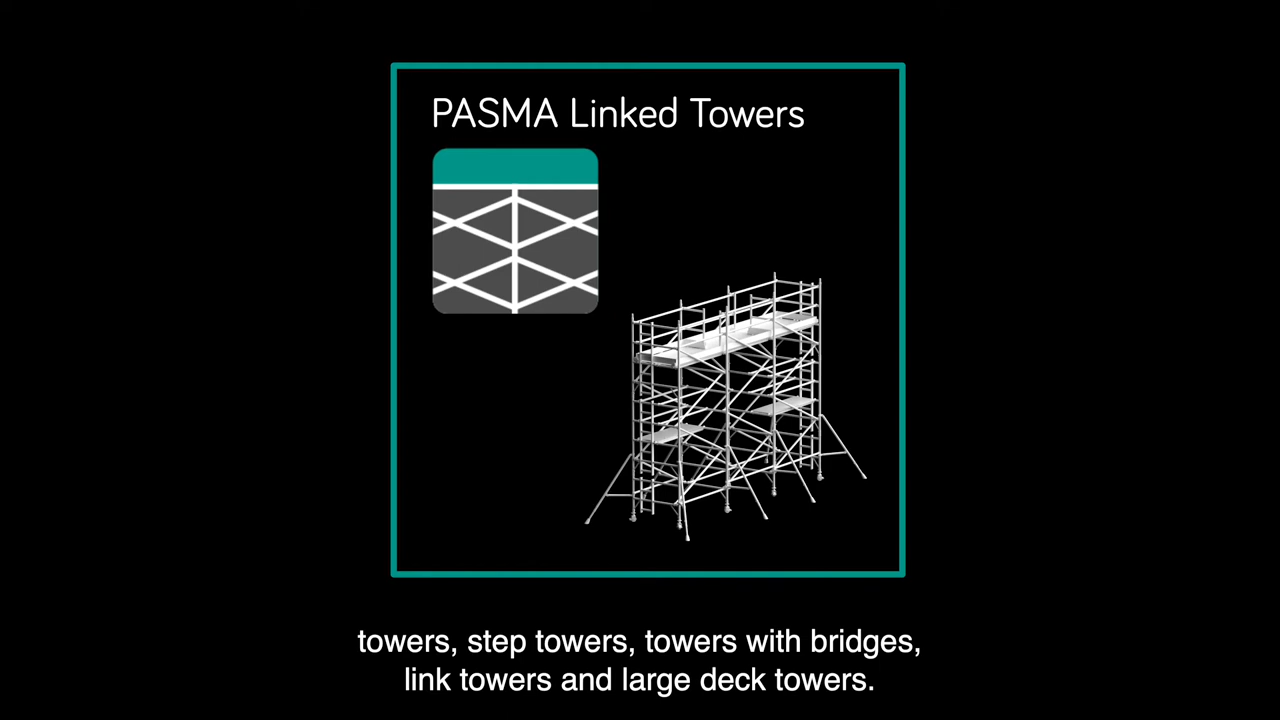 PASMA Linked Towers
towers, step towers, towers with bridges,
link towers and large deck towers.